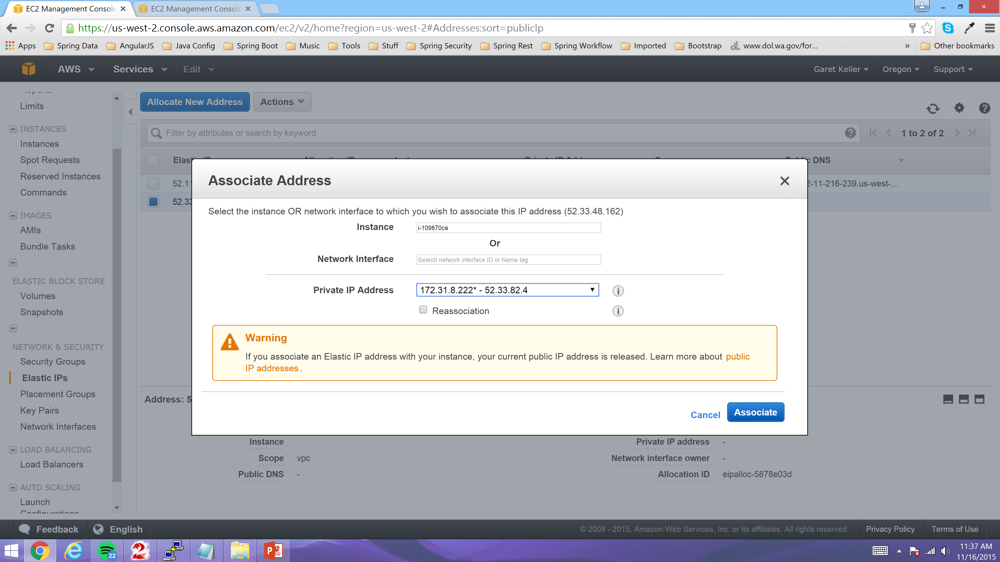 EC2 Management Console
EC2 Management Console
https://us-west-2.console.aws.amazon.com/ec2/v2/home?region=us-west-2#Addresses:sort=publicIp
Apps Spring Data AngularJS Java Config Spring Boot Music Tools Stuff Spring Security Spring Rest Spring Workflow Imported Bootstrap www.dol.wa.gov/for... » Other bookmarks
AWS Services Edit Garet Keller Oregon Support
Limits
INSTANCES
Instances
Spot Requests
Reserved Instances
Commands
IMAGES
AMIs
Bundle Tasks
ELASTIC BLOCK STORE
Volumes
Snapshots
NETWORK & SECURITY
Security Groups
Elastic IPs
Placement Groups
Key Pairs
Network Interfaces
LOAD BALANCING
Load Balancers
AUTO SCALING
Launch
Configurations
Allocate New Address Actions
Filter by attributes or search by keyword
1 to 2 of 2
Elastic IP DNS
52.11 2-11-216-239.us-west-...
52.33
Associate Address
Select the instance OR network interface to which you wish to associate this IP address (52.33.48.162)
Instance i-109870ca
Or
Network Interface Search network interface ID or Name tag
Private IP Address 172.31.8.222* - 52.33.82.4
Reassociation
Warning
If you associate an Elastic IP address with your instance, your current public IP address is released. Learn more about public
IP addresses .
Cancel Associate
Address: 5
Instance Private IP address -
Scope vpc Network interface owner -
Public DNS - Allocation ID eipalloc-5878e03d
Feedback English © 2008 - 2015, Amazon Web Services, Inc. or its affiliates. All rights reserved. Privacy Policy Terms of Use
22
11:37 AM
11/16/2015